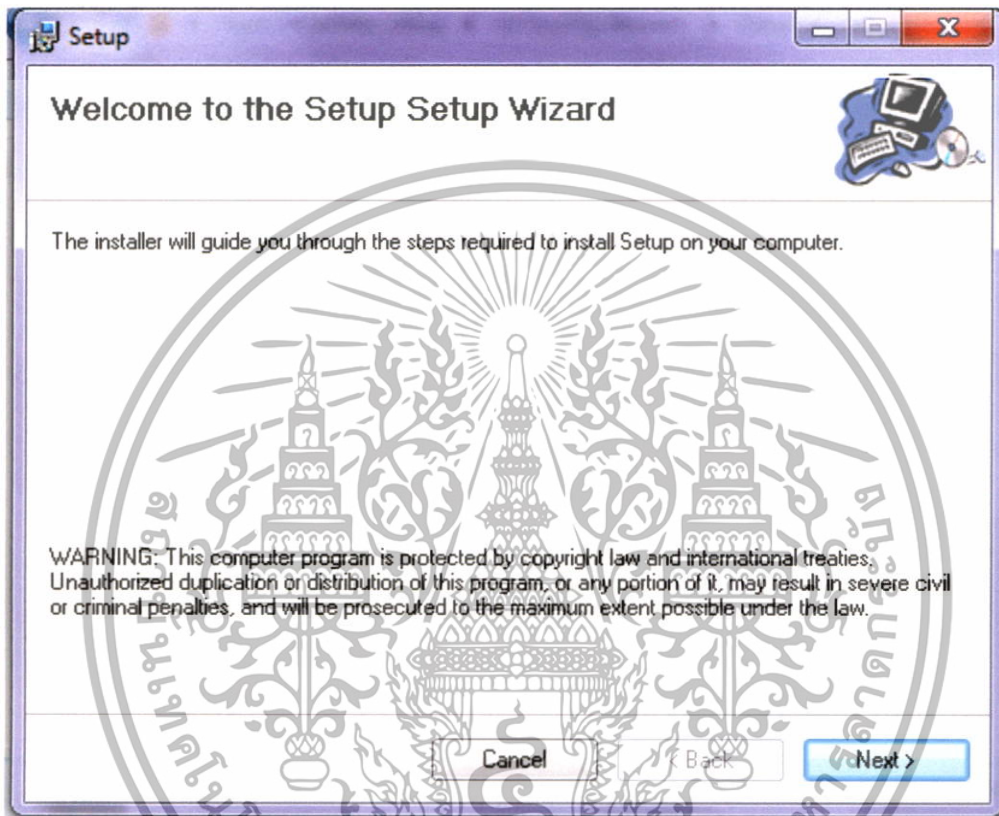 Setup
Welcome to the Setup Setup Wizard
The installer will guide you through the steps required to install Setup on your computer.
WARNING: This computer program is protected by copyright law and international treaties.
Unauthorized duplication or distribution of this program, or any portion of it, may result in severe civil
or criminal penalties, and will be prosecuted to the maximum extent possible under the law.
Cancel
< Back
Next >